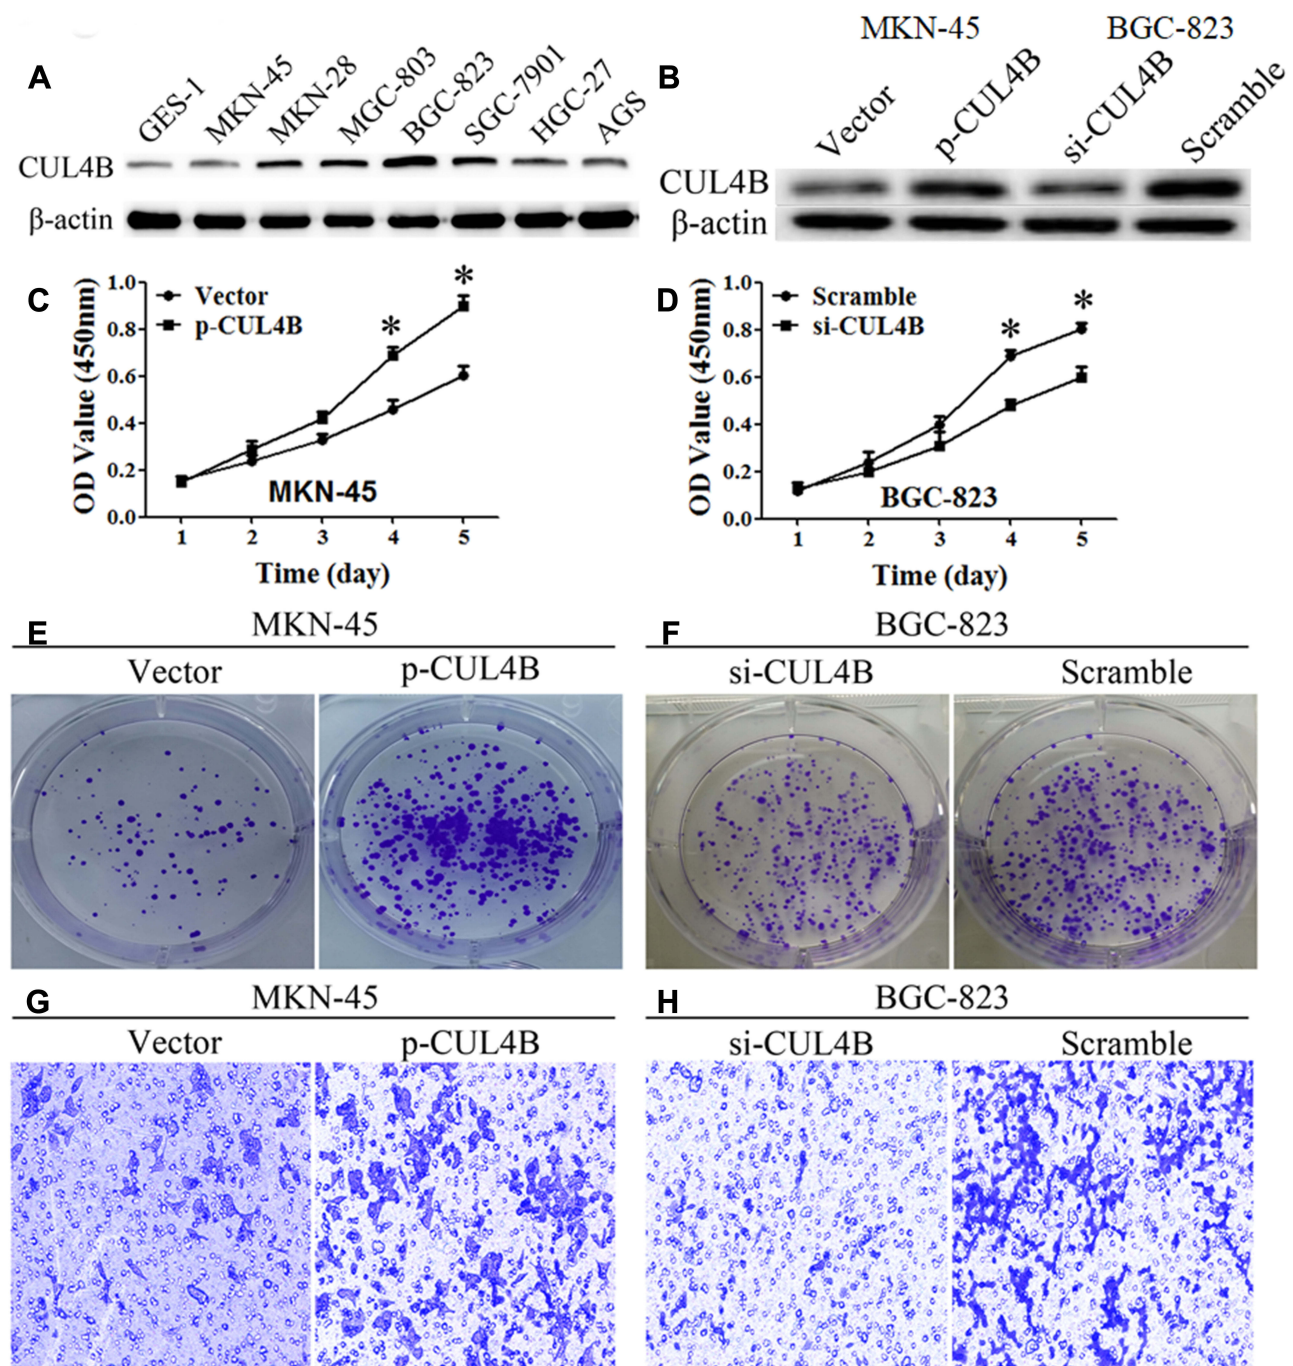 A
GES-1 MKN-45 MKN-28 MGC-803 BGC-823 SGC-7901 HGC-27 AGS
CUL4B
β-actin
B
MKN-45 BGC-823
Vector p-CUL4B si-CUL4B Scramble
CUL4B
β-actin
C
OD Value (450nm)
1.0
0.8
0.6
0.4
0.2
0.0
Vector
p-CUL4B
*
*
MKN-45
1 2 3 4 5
Time (day)
D
OD Value (450nm)
1.0
0.8
0.6
0.4
0.2
0.0
Scramble
si-CUL4B
*
*
BGC-823
1 2 3 4 5
Time (day)
E
MKN-45
Vector p-CUL4B
F
BGC-823
si-CUL4B Scramble
G
MKN-45
Vector p-CUL4B
H
BGC-823
si-CUL4B Scramble